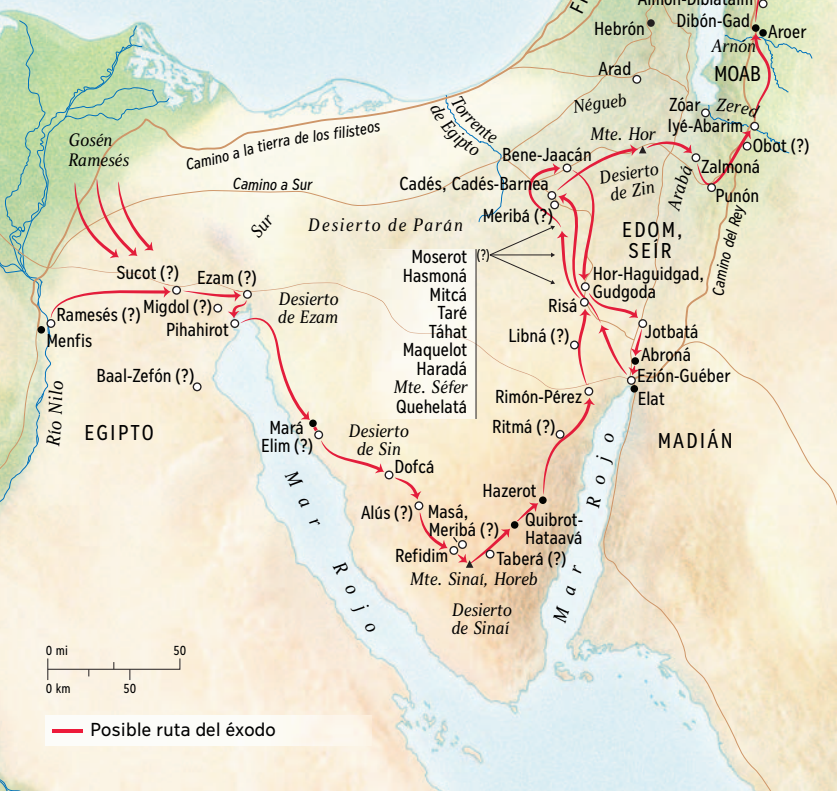 Almón-Diblataim
Dibón-Gad
Aroer
Arnón
Hebrón
MOAB
Arad
Négueb
Zóar
Zered
Iyé-Abarim
Obot (?)
Torrente
de Egipto
Mte. Hor
Gosén
Ramesés
Camino a la tierra de los filisteos
Bene-Jaacán
Zalmoná
Desierto
de Zin
Arabá
Punón
Camino a Sur
Cadés, Cadés-Barnea
Meribá (?)
Sur
Desierto de Parán
EDOM,
SEÍR
Camino del Rey
Moserot
(?)
Hasmoná
Mitcá
Taré
Táhat
Maquelot
Haradá
Mte. Séfer
Quehelatá
Hor-Haguidgad,
Gudgoda
Sucot (?)
Ezam (?)
Migdol (?)
Desierto
de Ezam
Risá
Ramesés (?)
Pihahirot
Menfis
Libná (?)
Jotbatá
Abroná
Ezión-Guéber
Elat
Baal-Zefón (?)
Rimón-Pérez
Río Nilo
EGIPTO
Mará
Elim (?)
Desierto
de Sin
Ritmá (?)
MADIÁN
Dofcá
Mar Rojo
Hazerot
Alús (?)
Masá,
Meribá (?)
Quibrot-
Hataavá
Refidim
Taberá (?)
Mte. Sinaí, Horeb
Mar Rojo
Desierto
de Sinaí
0 mi 50
0 km 50
Posible ruta del éxodo